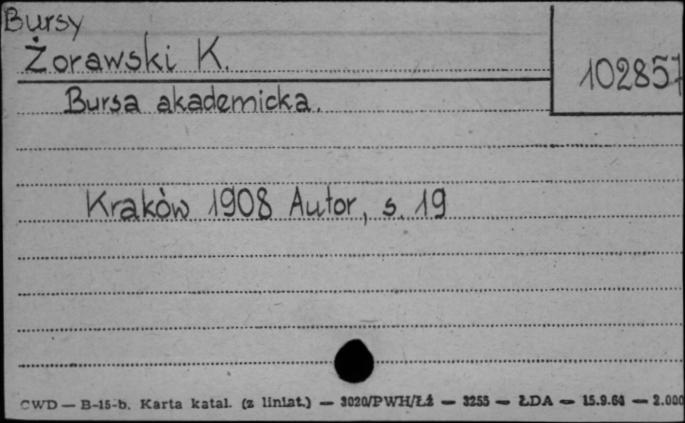 Bursy
Żorawski K.
102857
Bursa akademicka.
Kraków 1908 Autor, s. 19
CWD — B-15-b. Karta katal. (z liniat.) — 3020/PWH/Łź — 3255 — ŁDA — 15.9.64 — 2.000